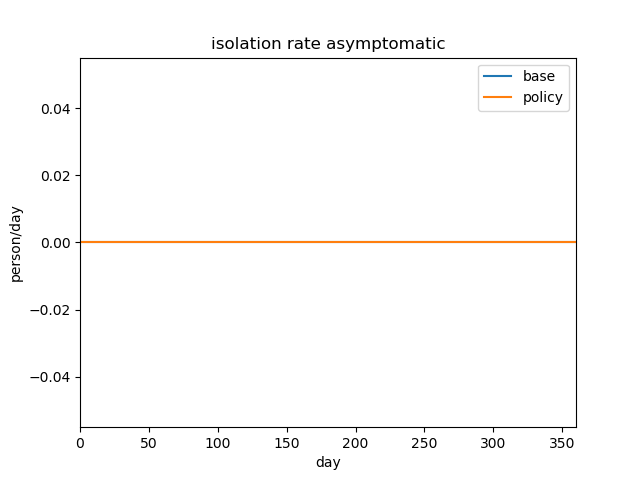 isolation rate asymptomatic
base
policy
0.04
0.02
0.00
−0.02
−0.04
person/day
0 50 100 150 200 250 300 350
day